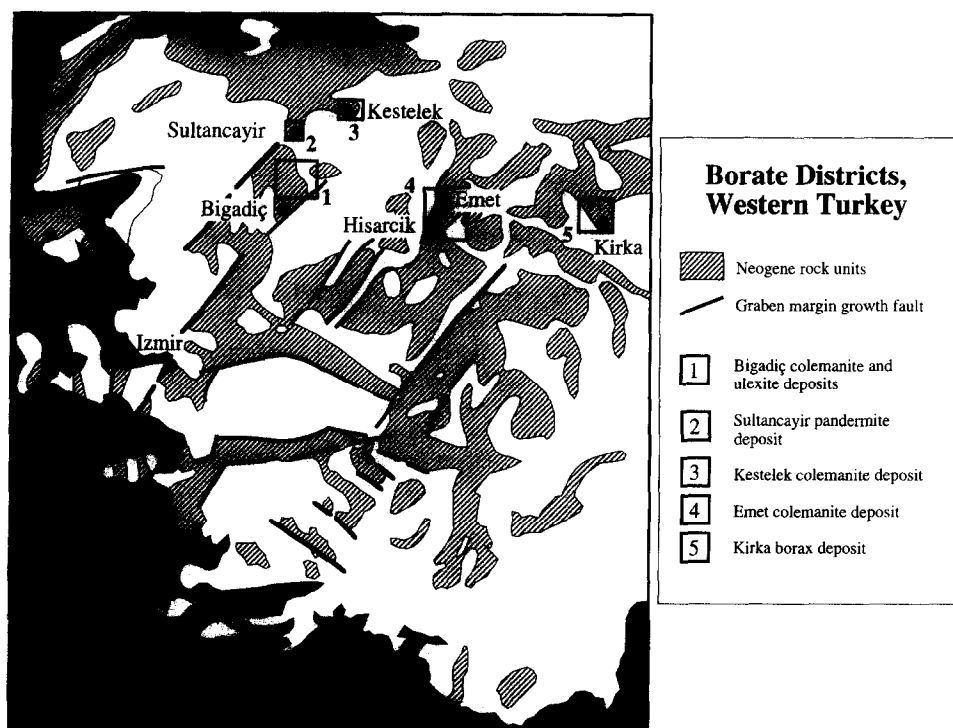 Kestelek
3
Sultancayir
2
1
Bigadiç
4
Emet
Hisarcik
5
Kirka
Izmir
Borate Districts,
Western Turkey
Neogene rock units
Graben margin growth fault
1
Bigadiç colemanite and
ulexite deposits
2
Sultancayir pandermite
deposit
3
Kestelek colemanite deposit
4
Emet colemanite deposit
5
Kirka borax deposit